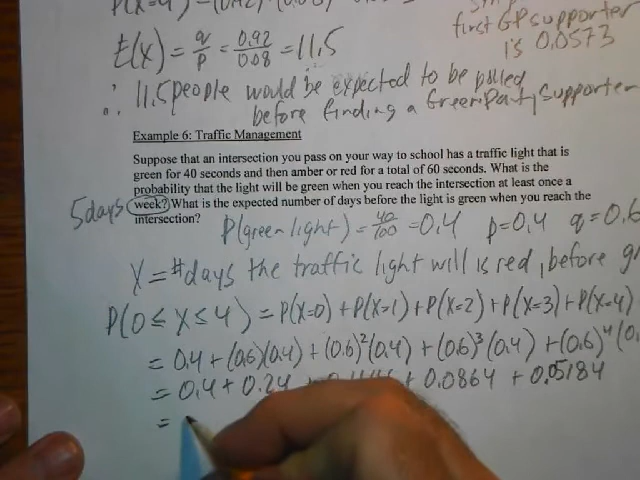 first GP supporter
E(X) = q/p = 0.92/0.08 = 11.5
is 0.0573
∴ 11.5 people would be expected to be polled
before finding a Green Party supporter
Example 6: Traffic Management
Suppose that an intersection you pass on your way to school has a traffic light that is
green for 40 seconds and then amber or red for a total of 60 seconds. What is the
probability that the light will be green when you reach the intersection at least once a
5 days week? What is the expected number of days before the light is green when you reach the
intersection?
P(green light) = 40/100 = 0.4 p = 0.4 q = 0.6
X = # days the traffic light will is red, before
P(0 ≤ X ≤ 4) = P(X=0) + P(X=1) + P(X=2) + P(X=3) + P(X=4)
= 0.4 + (0.6)(0.4) + (0.6)²(0.4) + (0.6)³(0.4) + (0.6)⁴(0.
= 0.4 + 0.24 + 0.0864 + 0.05184
=